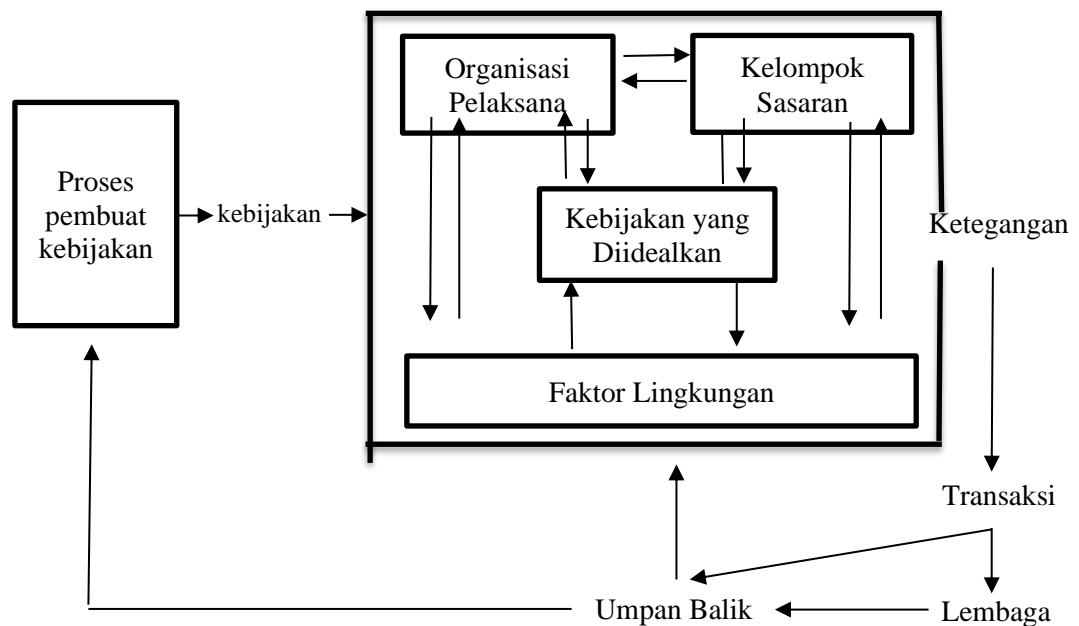 Organisasi
Pelaksana
Kelompok
Sasaran
Proses
pembuat
kebijakan
kebijakan
Kebijakan yang
Diidealkan
Ketegangan
Faktor Lingkungan
Transaksi
Umpan Balik
Lembaga